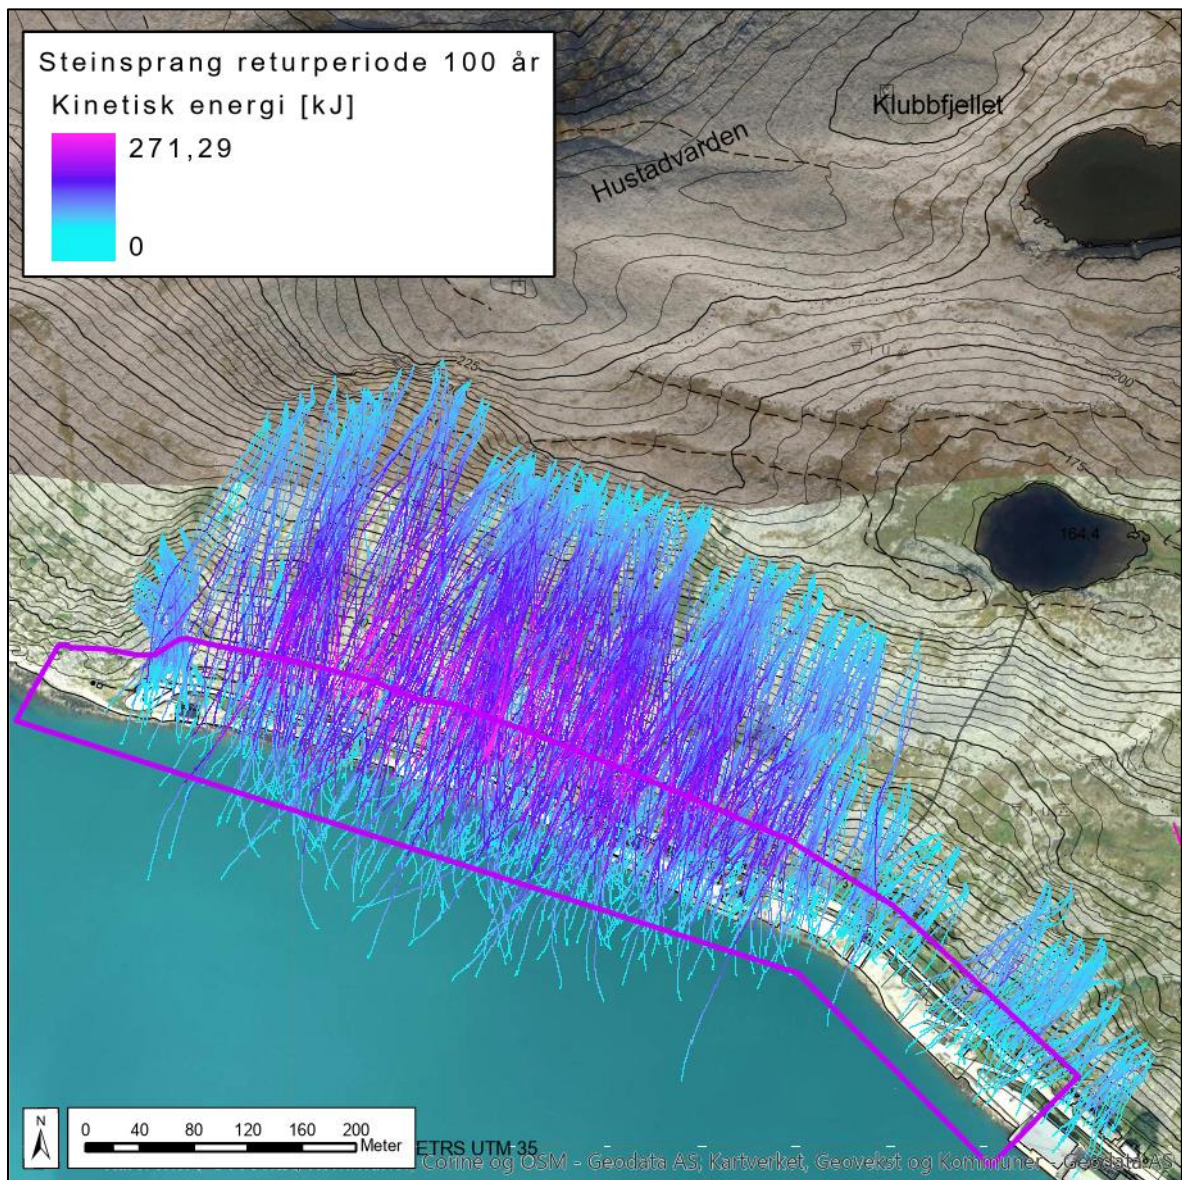 Steinsprang returperiode 100 år
Kinetisk energi [kJ]
271,29
0
Klubbfjellet
Hustadvarden
225
200
175
164,4
N
0 40 80 120 160 200 Meter
ETRS UTM 35
Corine og OSM - Geodata AS, Kartverket, Geovekst og Kommuner - Geodata AS